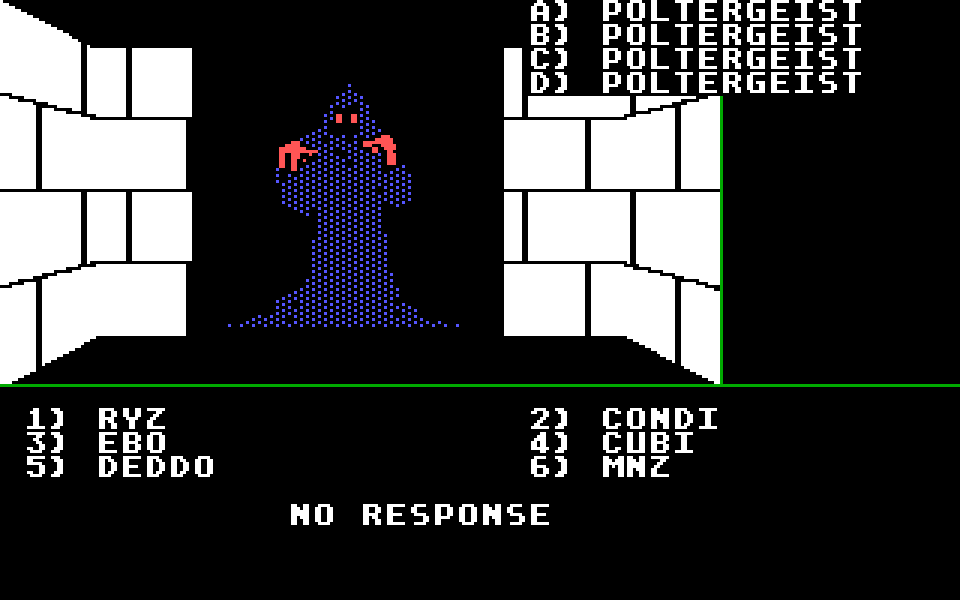 A) POLTERGEIST
B) POLTERGEIST
C) POLTERGEIST
D) POLTERGEIST
1) RYZ 2) CONDI
3) EBO 4) CUBI
5) DEDDO 6) MNZ
NO RESPONSE